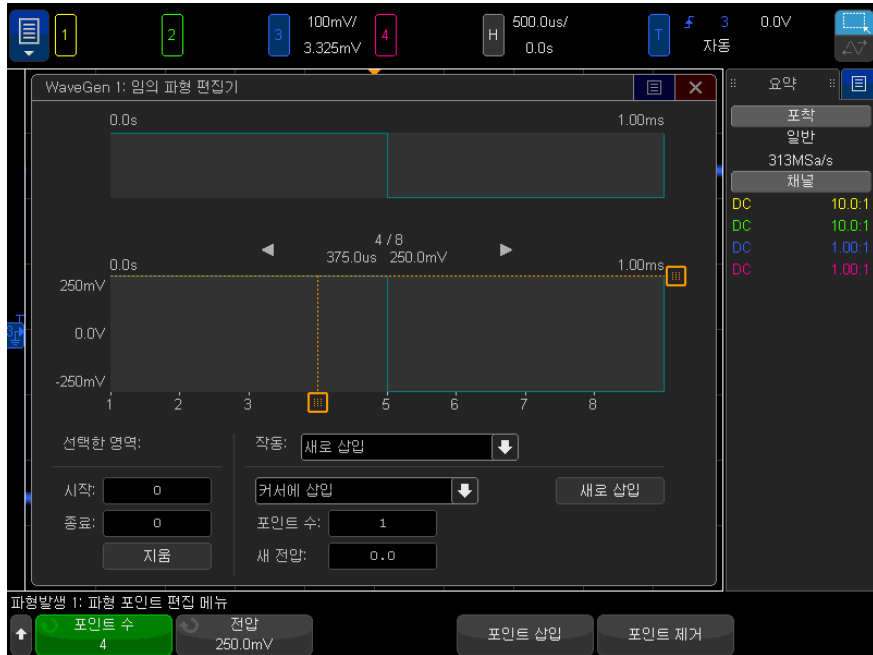 1 2 3 100mV/ 3.325mV 4 H 500.0us/ 0.0s T 3 자동 0.0V
WaveGen 1: 임의 파형 편집기
요약
0.0s 1.00ms
포착
일반
313MSa/s
채널
DC 10.0:1
DC 10.0:1
DC 1.00:1
DC 1.00:1
4 / 8
375.0us 250.0mV
0.0s 1.00ms
250mV
0.0V
-250mV
T
3
1 2 3 5 6 7 8
선택한 영역:
시작: 0
종료: 0
지움
작동: 새로 삽입
커서에 삽입
새로 삽입
포인트 수: 1
새 전압: 0.0
파형발생 1: 파형 포인트 편집 메뉴
포인트 수
4
전압
250.0mV
포인트 삽입
포인트 제거